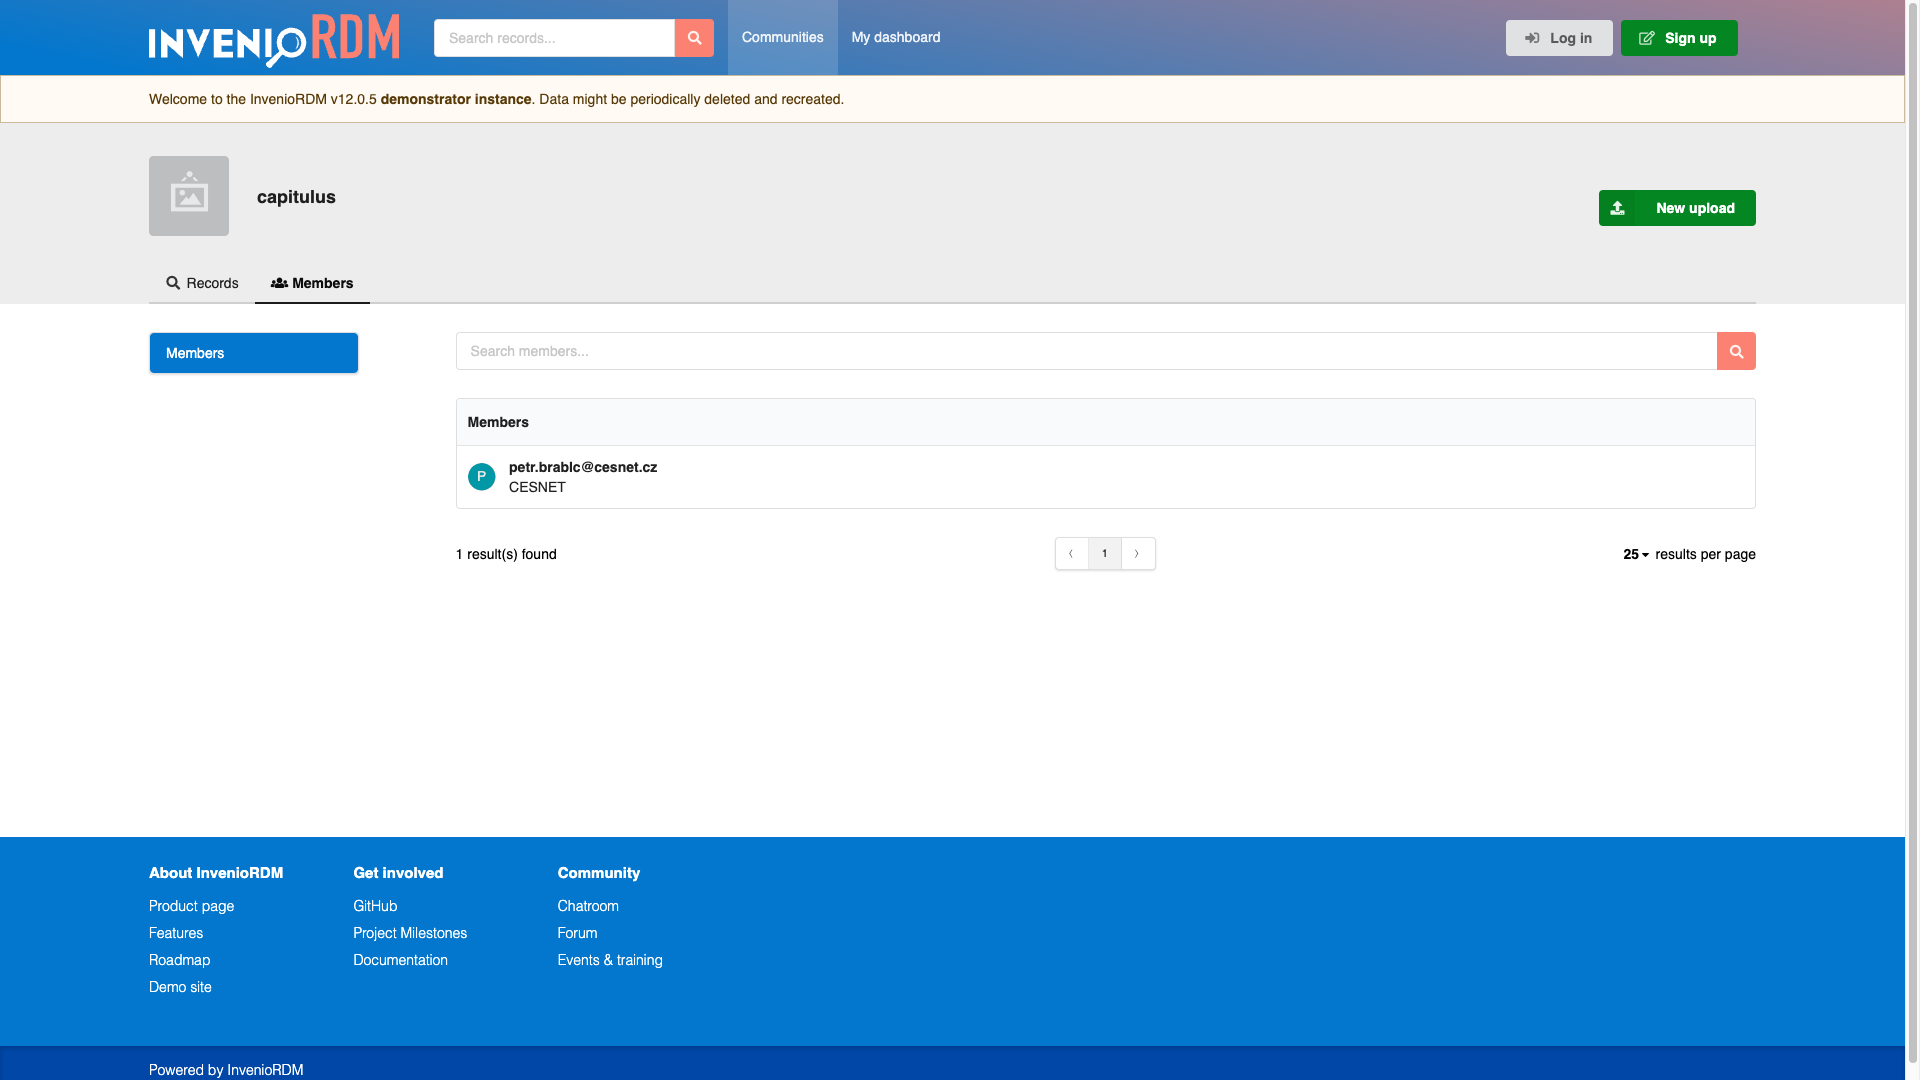 INVENIO RDM
Search records...
Communities
My dashboard
Log in
Sign up
Welcome to the InvenioRDM v12.0.5 demonstrator instance. Data might be periodically deleted and recreated.
capitulus
New upload
Records
Members
Members
Search members...
Members
P
petr.brablc@cesnet.cz
CESNET
1 result(s) found
‹ 1 ›
25 results per page
About InvenioRDM
Product page
Features
Roadmap
Demo site
Get involved
GitHub
Project Milestones
Documentation
Community
Chatroom
Forum
Events & training
Powered by InvenioRDM